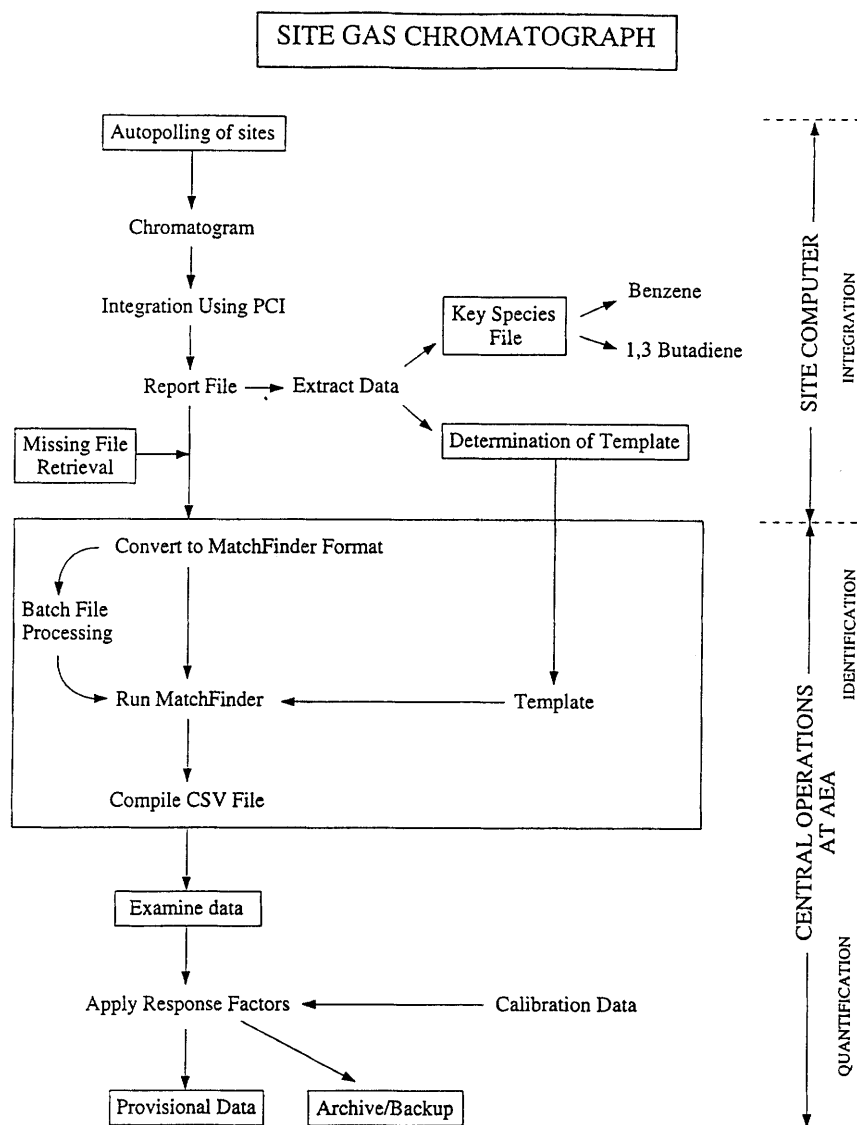 SITE GAS CHROMATOGRAPH
Autopolling of sites
Chromatogram
Integration Using PCI
Benzene
Key Species
File
1,3 Butadiene
Report File
Extract Data
Missing File
Retrieval
Determination of Template
SITE COMPUTER
INTEGRATION
Convert to MatchFinder Format
Batch File
Processing
Run MatchFinder
Template
Compile CSV File
IDENTIFICATION
CENTRAL OPERATIONS
AT AEA
Examine data
Apply Response Factors
Calibration Data
QUANTIFICATION
Provisional Data
Archive/Backup